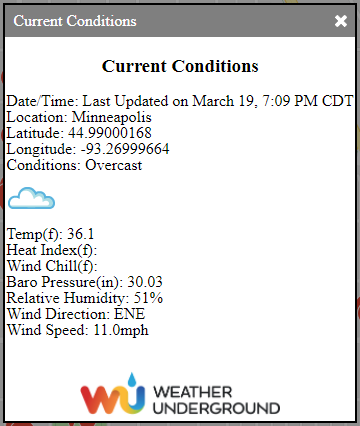 Current Conditions ×
Current Conditions
Date/Time: Last Updated on March 19, 7:09 PM CDT
Location: Minneapolis
Latitude: 44.99000168
Longitude: -93.26999664
Conditions: Overcast
Temp(f): 36.1
Heat Index(f):
Wind Chill(f):
Baro Pressure(in): 30.03
Relative Humidity: 51%
Wind Direction: ENE
Wind Speed: 11.0mph
WU WEATHER
UNDERGROUND